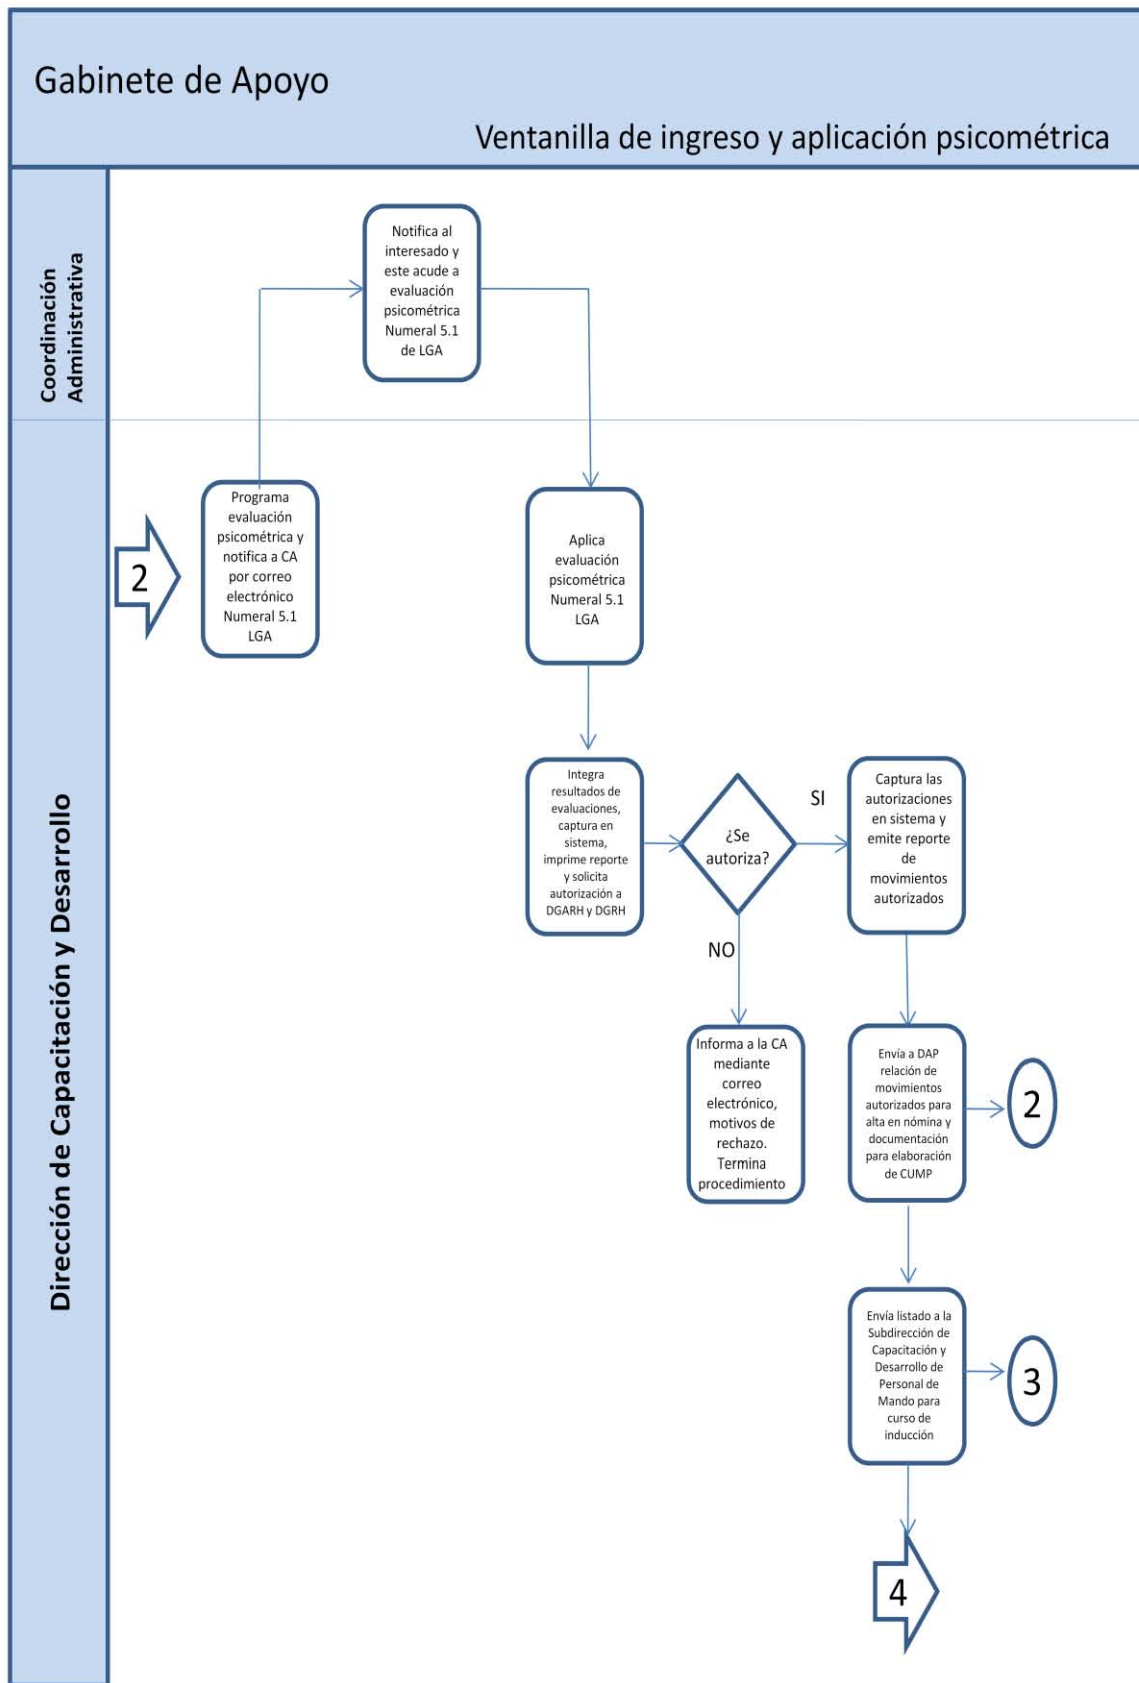 Gabinete de Apoyo
Ventanilla de ingreso y aplicación psicométrica
Coordinación
Administrativa
Notifica al
interesado y
este acude a
evaluación
psicométrica
Numeral 5.1
de LGA
Dirección de Capacitación y Desarrollo
2
Programa
evaluación
psicométrica y
notifica a CA
por correo
electrónico
Numeral 5.1
LGA
Aplica
evaluación
psicométrica
Numeral 5.1
LGA
Integra
resultados de
evaluaciones,
captura en
sistema,
imprime reporte
y solicita
autorización a
DGARH y DGRH
¿Se
autoriza?
SI
Captura las
autorizaciones
en sistema y
emite reporte
de
movimientos
autorizados
NO
Informa a la CA
mediante
correo
electrónico,
motivos de
rechazo.
Termina
procedimiento
Envía a DAP
relación de
movimientos
autorizados para
alta en nómina y
documentación
para elaboración
de CUMP
2
Envía listado a la
Subdirección de
Capacitación y
Desarrollo de
Personal de
Mando para
curso de
inducción
3
4